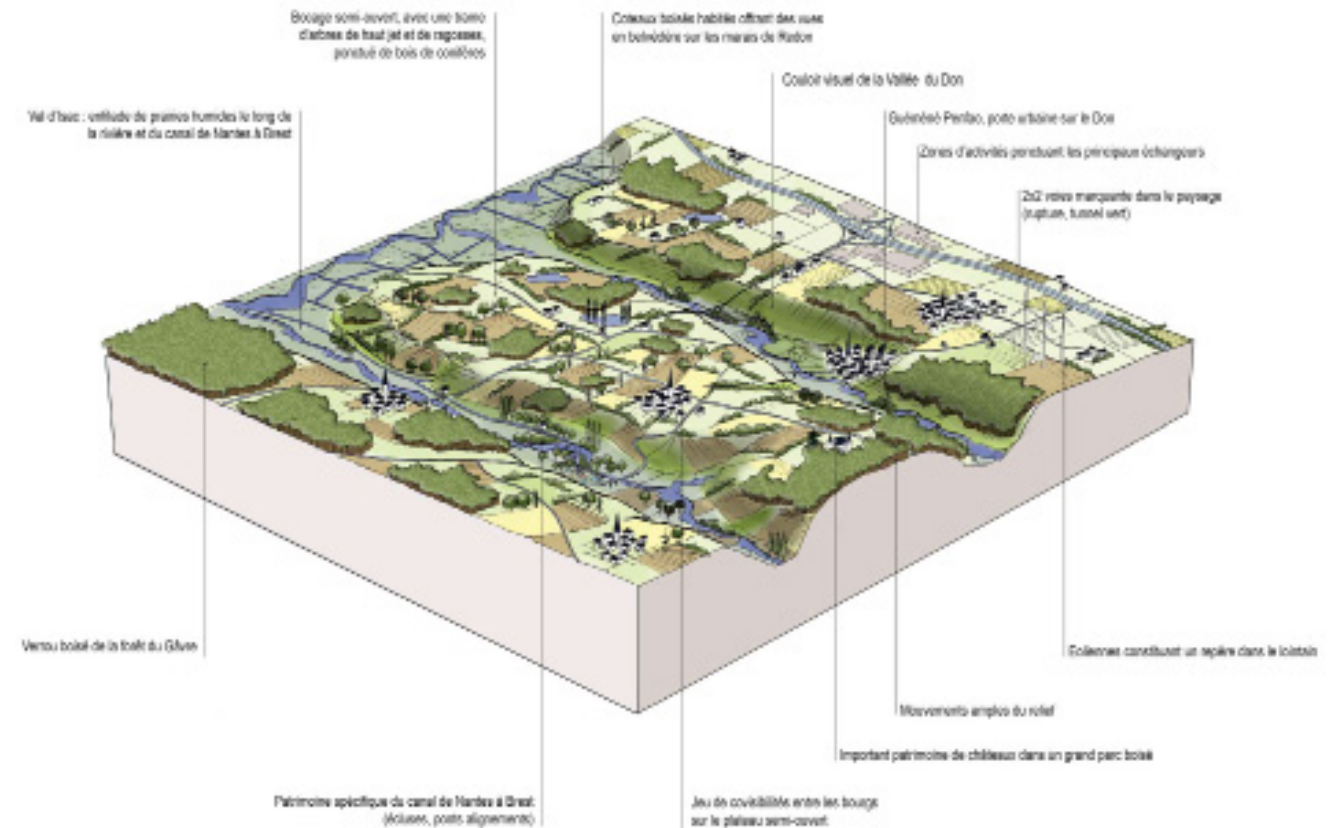 Bocage semi-ouvert, avec une trame
d'arbres de haut jet et de ragosses,
ponctué de bois de conifères
Coteaux boisés habités offrant des vues
en belvédère sur les marais de Redon
Couloir visuel de la Vallée du Don
Val d'Isac : enfilade de prairies humides le long de
la rivière et du canal de Nantes à Brest
Guéméné Penfao, porte urbaine sur le Don
Zones d'activités ponctuant les principaux échangeurs
2x2 voies marquante dans le paysage
(rupture, tunnel vert)
Verrou boisé de la forêt du Gâvre
Eoliennes constituant un repère dans le lointain
Mouvements amples du relief
Important patrimoine de châteaux dans un grand parc boisé
Patrimoine spécifique du canal de Nantes à Brest
(écluses, ponts alignements)
Jeu de covisibilités entre les bourgs
sur le plateau semi-ouvert